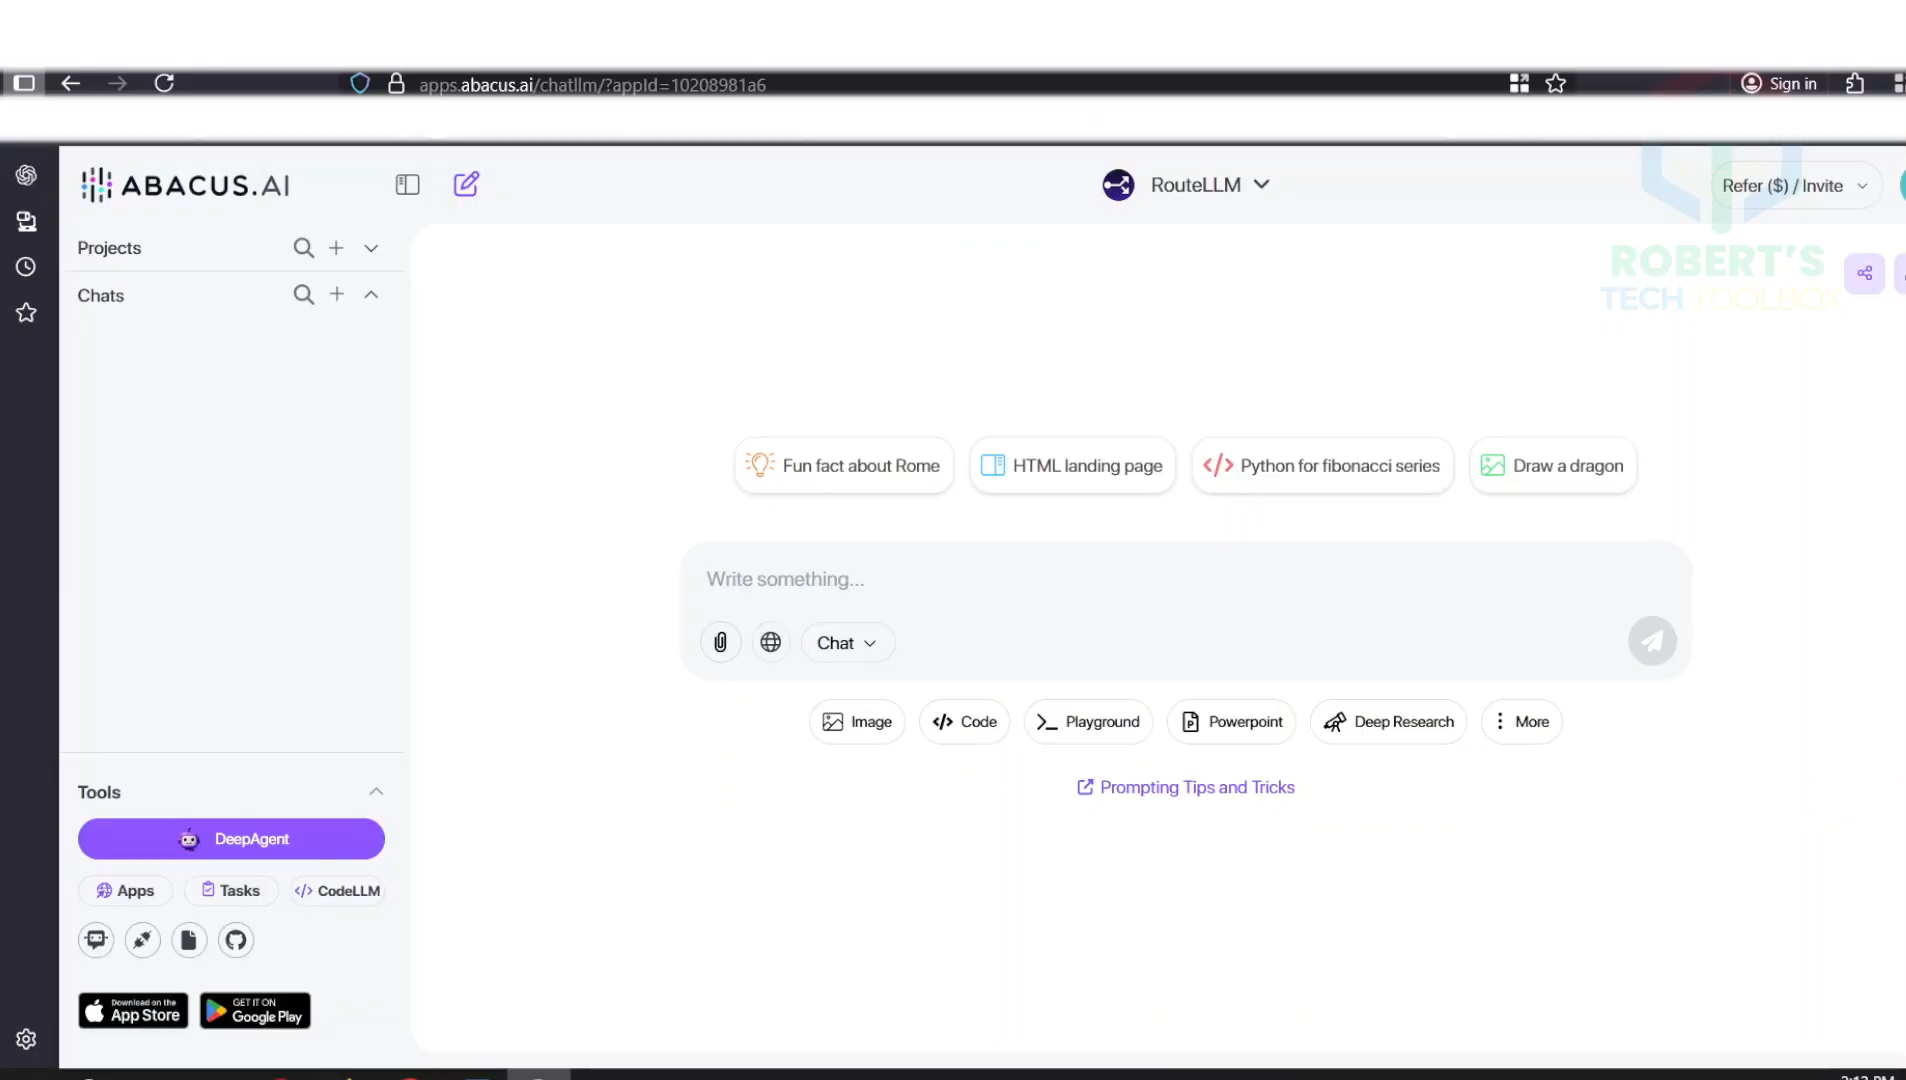 apps.abacus.ai/chatllm/?appId=10208981a6
Sign in
ABACUS.AI
RouteLLM
Refer ($) / Invite
ROBERT'S
TECH TOOLBOX
Projects
Chats
Fun fact about Rome
HTML landing page
Python for fibonacci series
Draw a dragon
Write something...
Chat
Image
Code
Playground
Powerpoint
Deep Research
More
Prompting Tips and Tricks
Tools
DeepAgent
Apps
Tasks
CodeLLM
Download on the
App Store
GET IT ON
Google Play